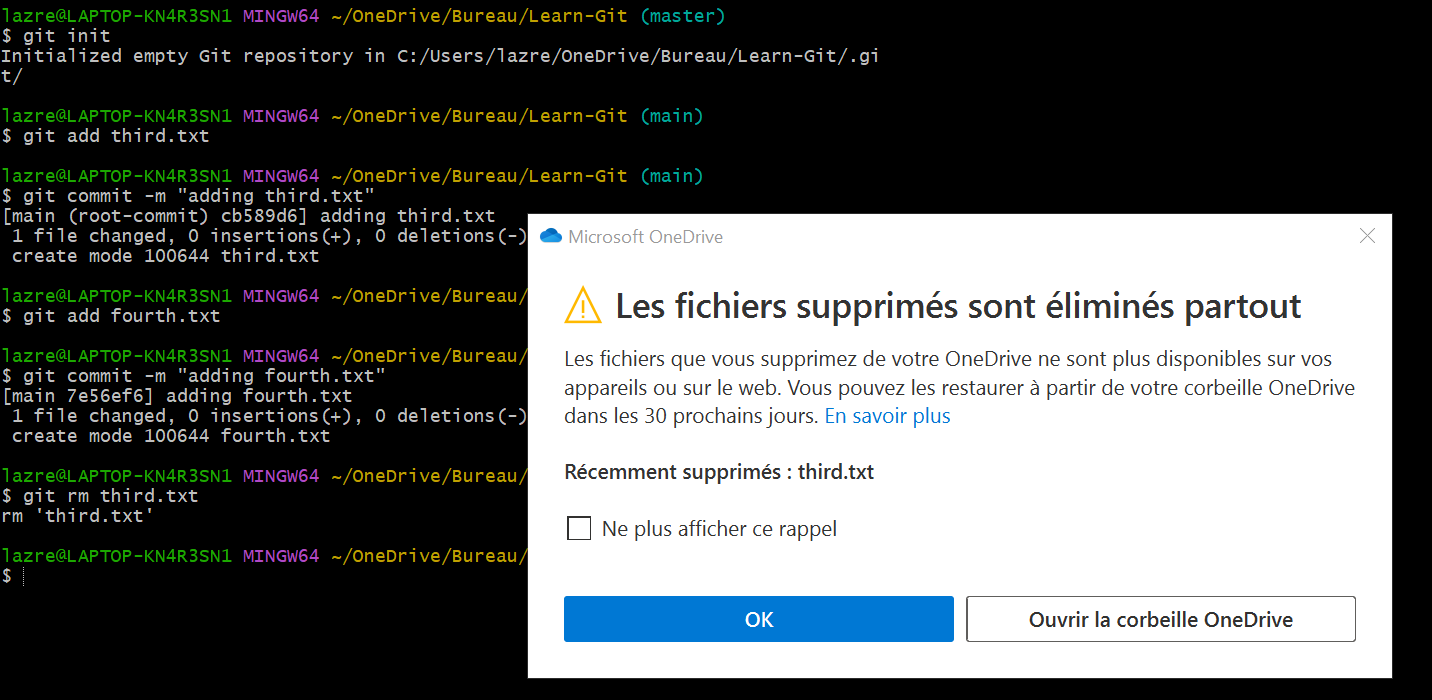 lazre@LAPTOP-KN4R3SN1 MINGW64 ~/OneDrive/Bureau/Learn-Git (master)
$ git init
Initialized empty Git repository in C:/Users/lazre/OneDrive/Bureau/Learn-Git/.gi
t/
lazre@LAPTOP-KN4R3SN1 MINGW64 ~/OneDrive/Bureau/Learn-Git (main)
$ git add third.txt
lazre@LAPTOP-KN4R3SN1 MINGW64 ~/OneDrive/Bureau/Learn-Git (main)
$ git commit -m "adding third.txt"
[main (root-commit) cb589d6] adding third.txt
1 file changed, 0 insertions(+), 0 deletions(-)
create mode 100644 third.txt
lazre@LAPTOP-KN4R3SN1 MINGW64 ~/OneDrive/Bureau/
$ git add fourth.txt
lazre@LAPTOP-KN4R3SN1 MINGW64 ~/OneDrive/Bureau/
$ git commit -m "adding fourth.txt"
[main 7e56ef6] adding fourth.txt
1 file changed, 0 insertions(+), 0 deletions(-)
create mode 100644 fourth.txt
lazre@LAPTOP-KN4R3SN1 MINGW64 ~/OneDrive/Bureau/
$ git rm third.txt
rm 'third.txt'
lazre@LAPTOP-KN4R3SN1 MINGW64 ~/OneDrive/Bureau/
$
Microsoft OneDrive
Les fichiers supprimés sont éliminés partout
Les fichiers que vous supprimez de votre OneDrive ne sont plus disponibles sur vos
appareils ou sur le web. Vous pouvez les restaurer à partir de votre corbeille OneDrive
dans les 30 prochains jours. En savoir plus
Récemment supprimés : third.txt
Ne plus afficher ce rappel
OK
Ouvrir la corbeille OneDrive